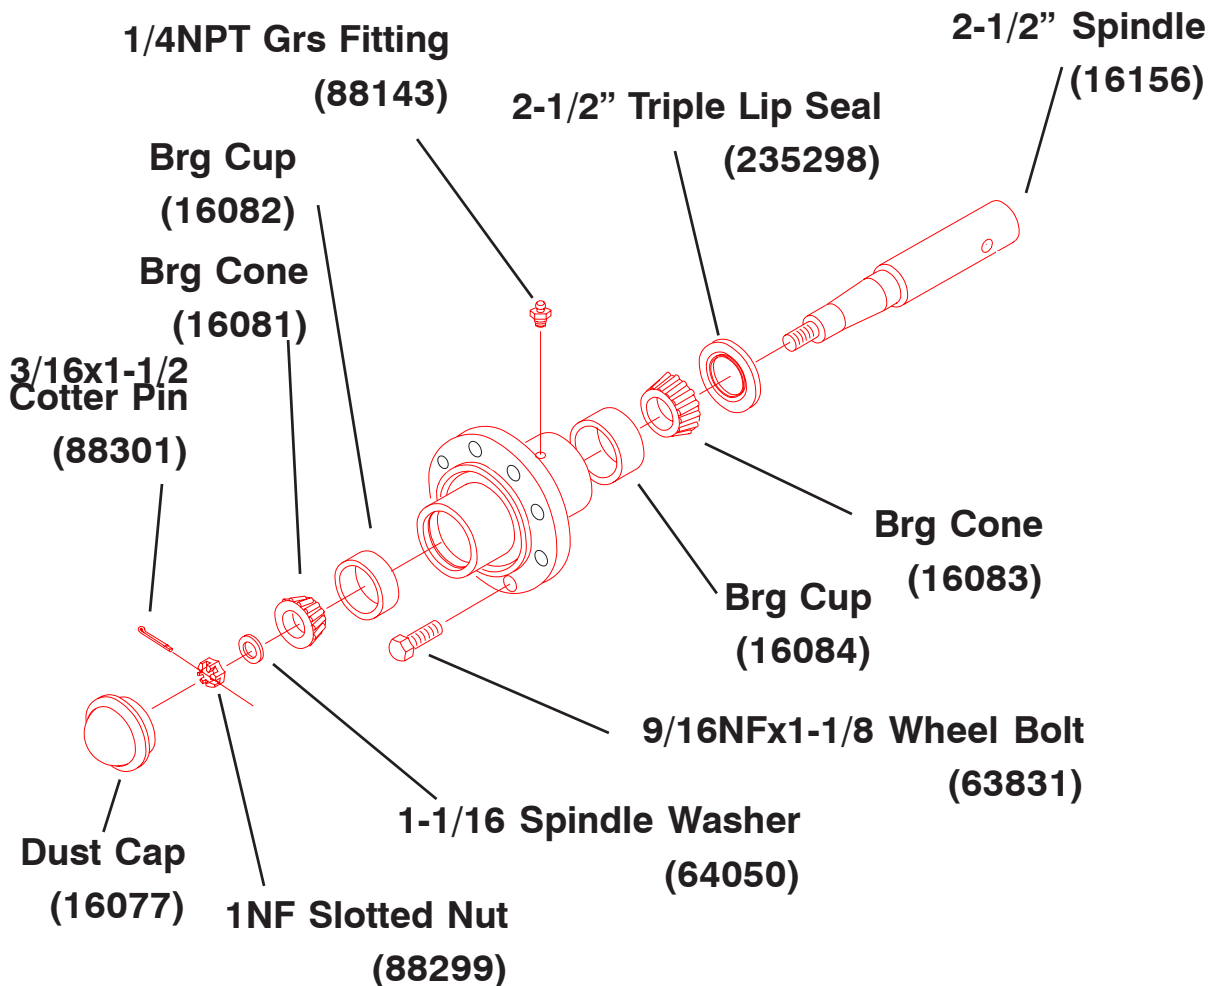 1/4NPT Grs Fitting
(88143)
2-1/2” Spindle
(16156)
2-1/2” Triple Lip Seal
(235298)
Brg Cup
(16082)
Brg Cone
(16081)
3/16x1-1/2
Cotter Pin
(88301)
Brg Cone
(16083)
Brg Cup
(16084)
9/16NFx1-1/8 Wheel Bolt
(63831)
1-1/16 Spindle Washer
(64050)
Dust Cap
(16077)
1NF Slotted Nut
(88299)